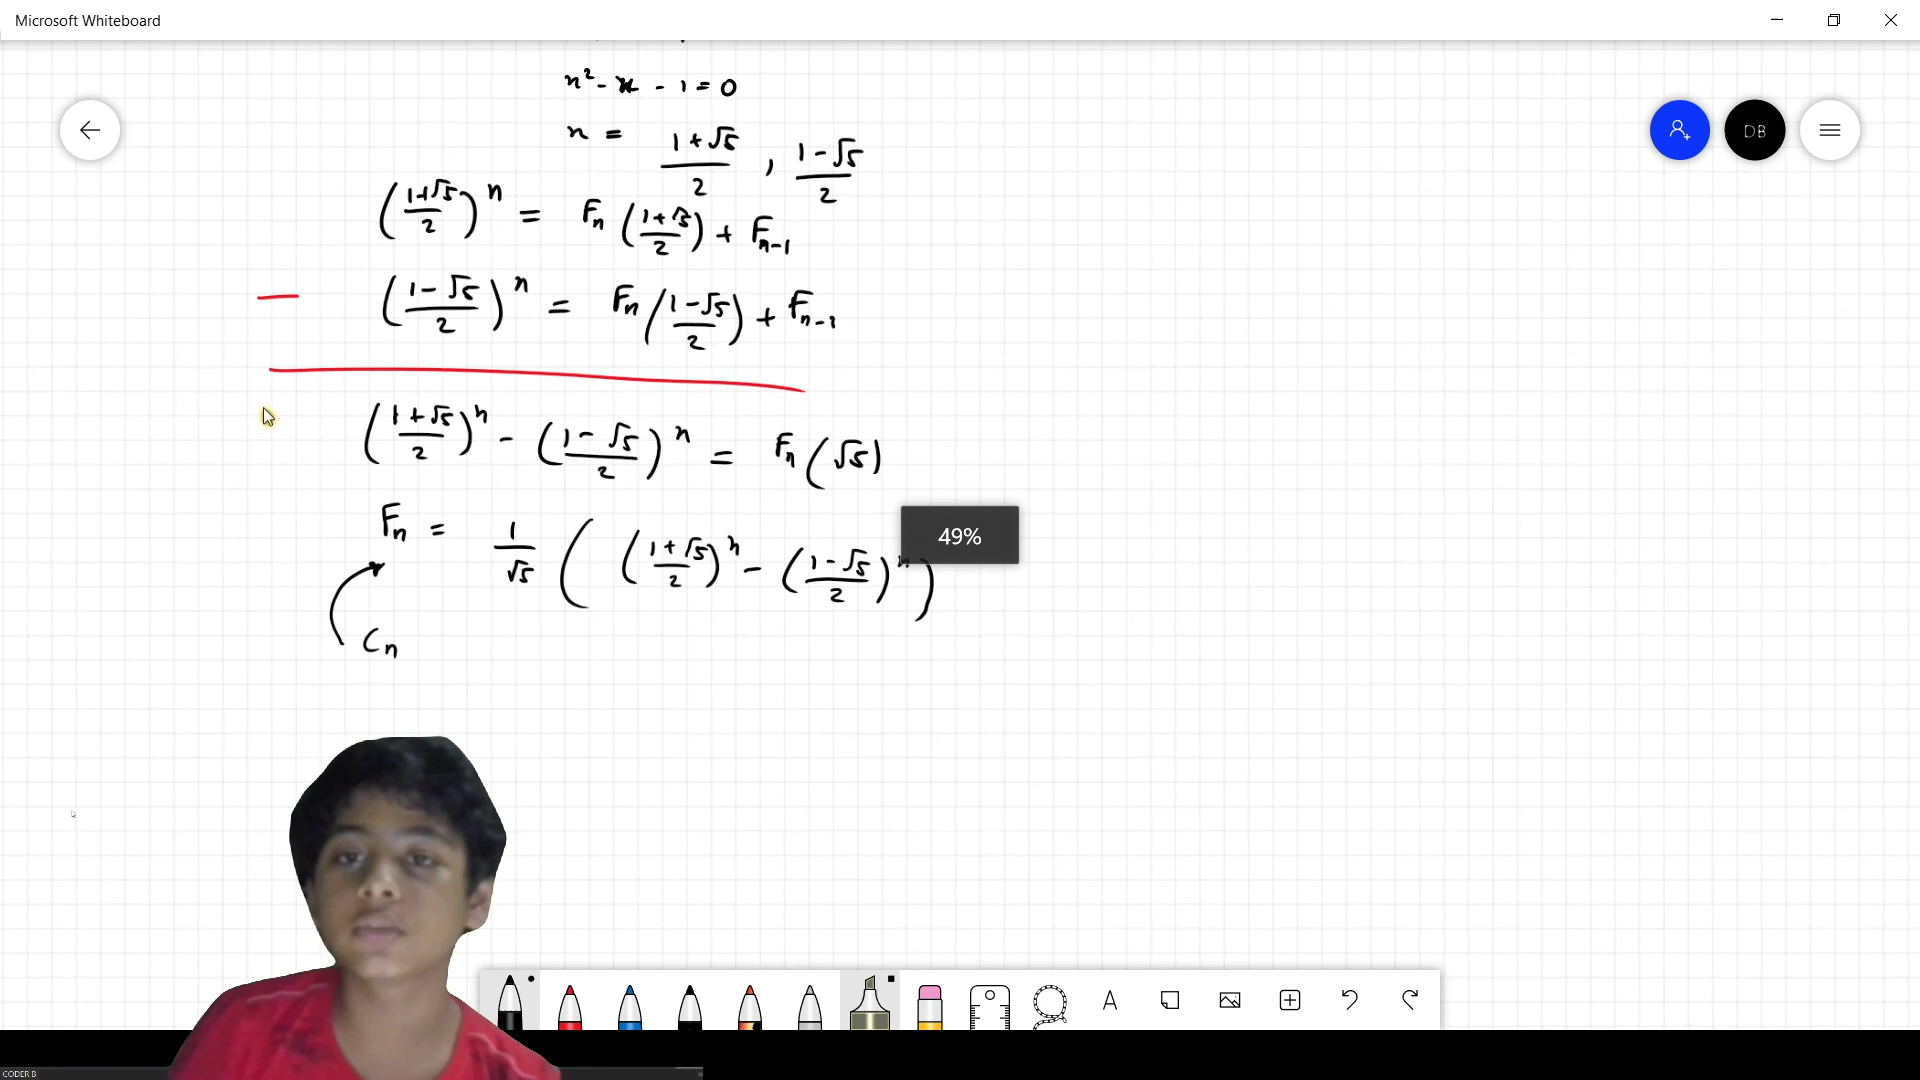 Microsoft Whiteboard
x² - x - 1 = 0
x = (1+√5)/2 , (1-√5)/2
((1+√5)/2)ⁿ = Fₙ ((1+√5)/2) + Fₙ₋₁
— ((1-√5)/2)ⁿ = Fₙ ((1-√5)/2) + Fₙ₋₁
((1+√5)/2)ⁿ - ((1-√5)/2)ⁿ = Fₙ (√5)
Fₙ = 1/√5 ( ((1+√5)/2)ⁿ - ((1-√5)/2)ⁿ )
Cₙ
49%
DB
A
CODER B